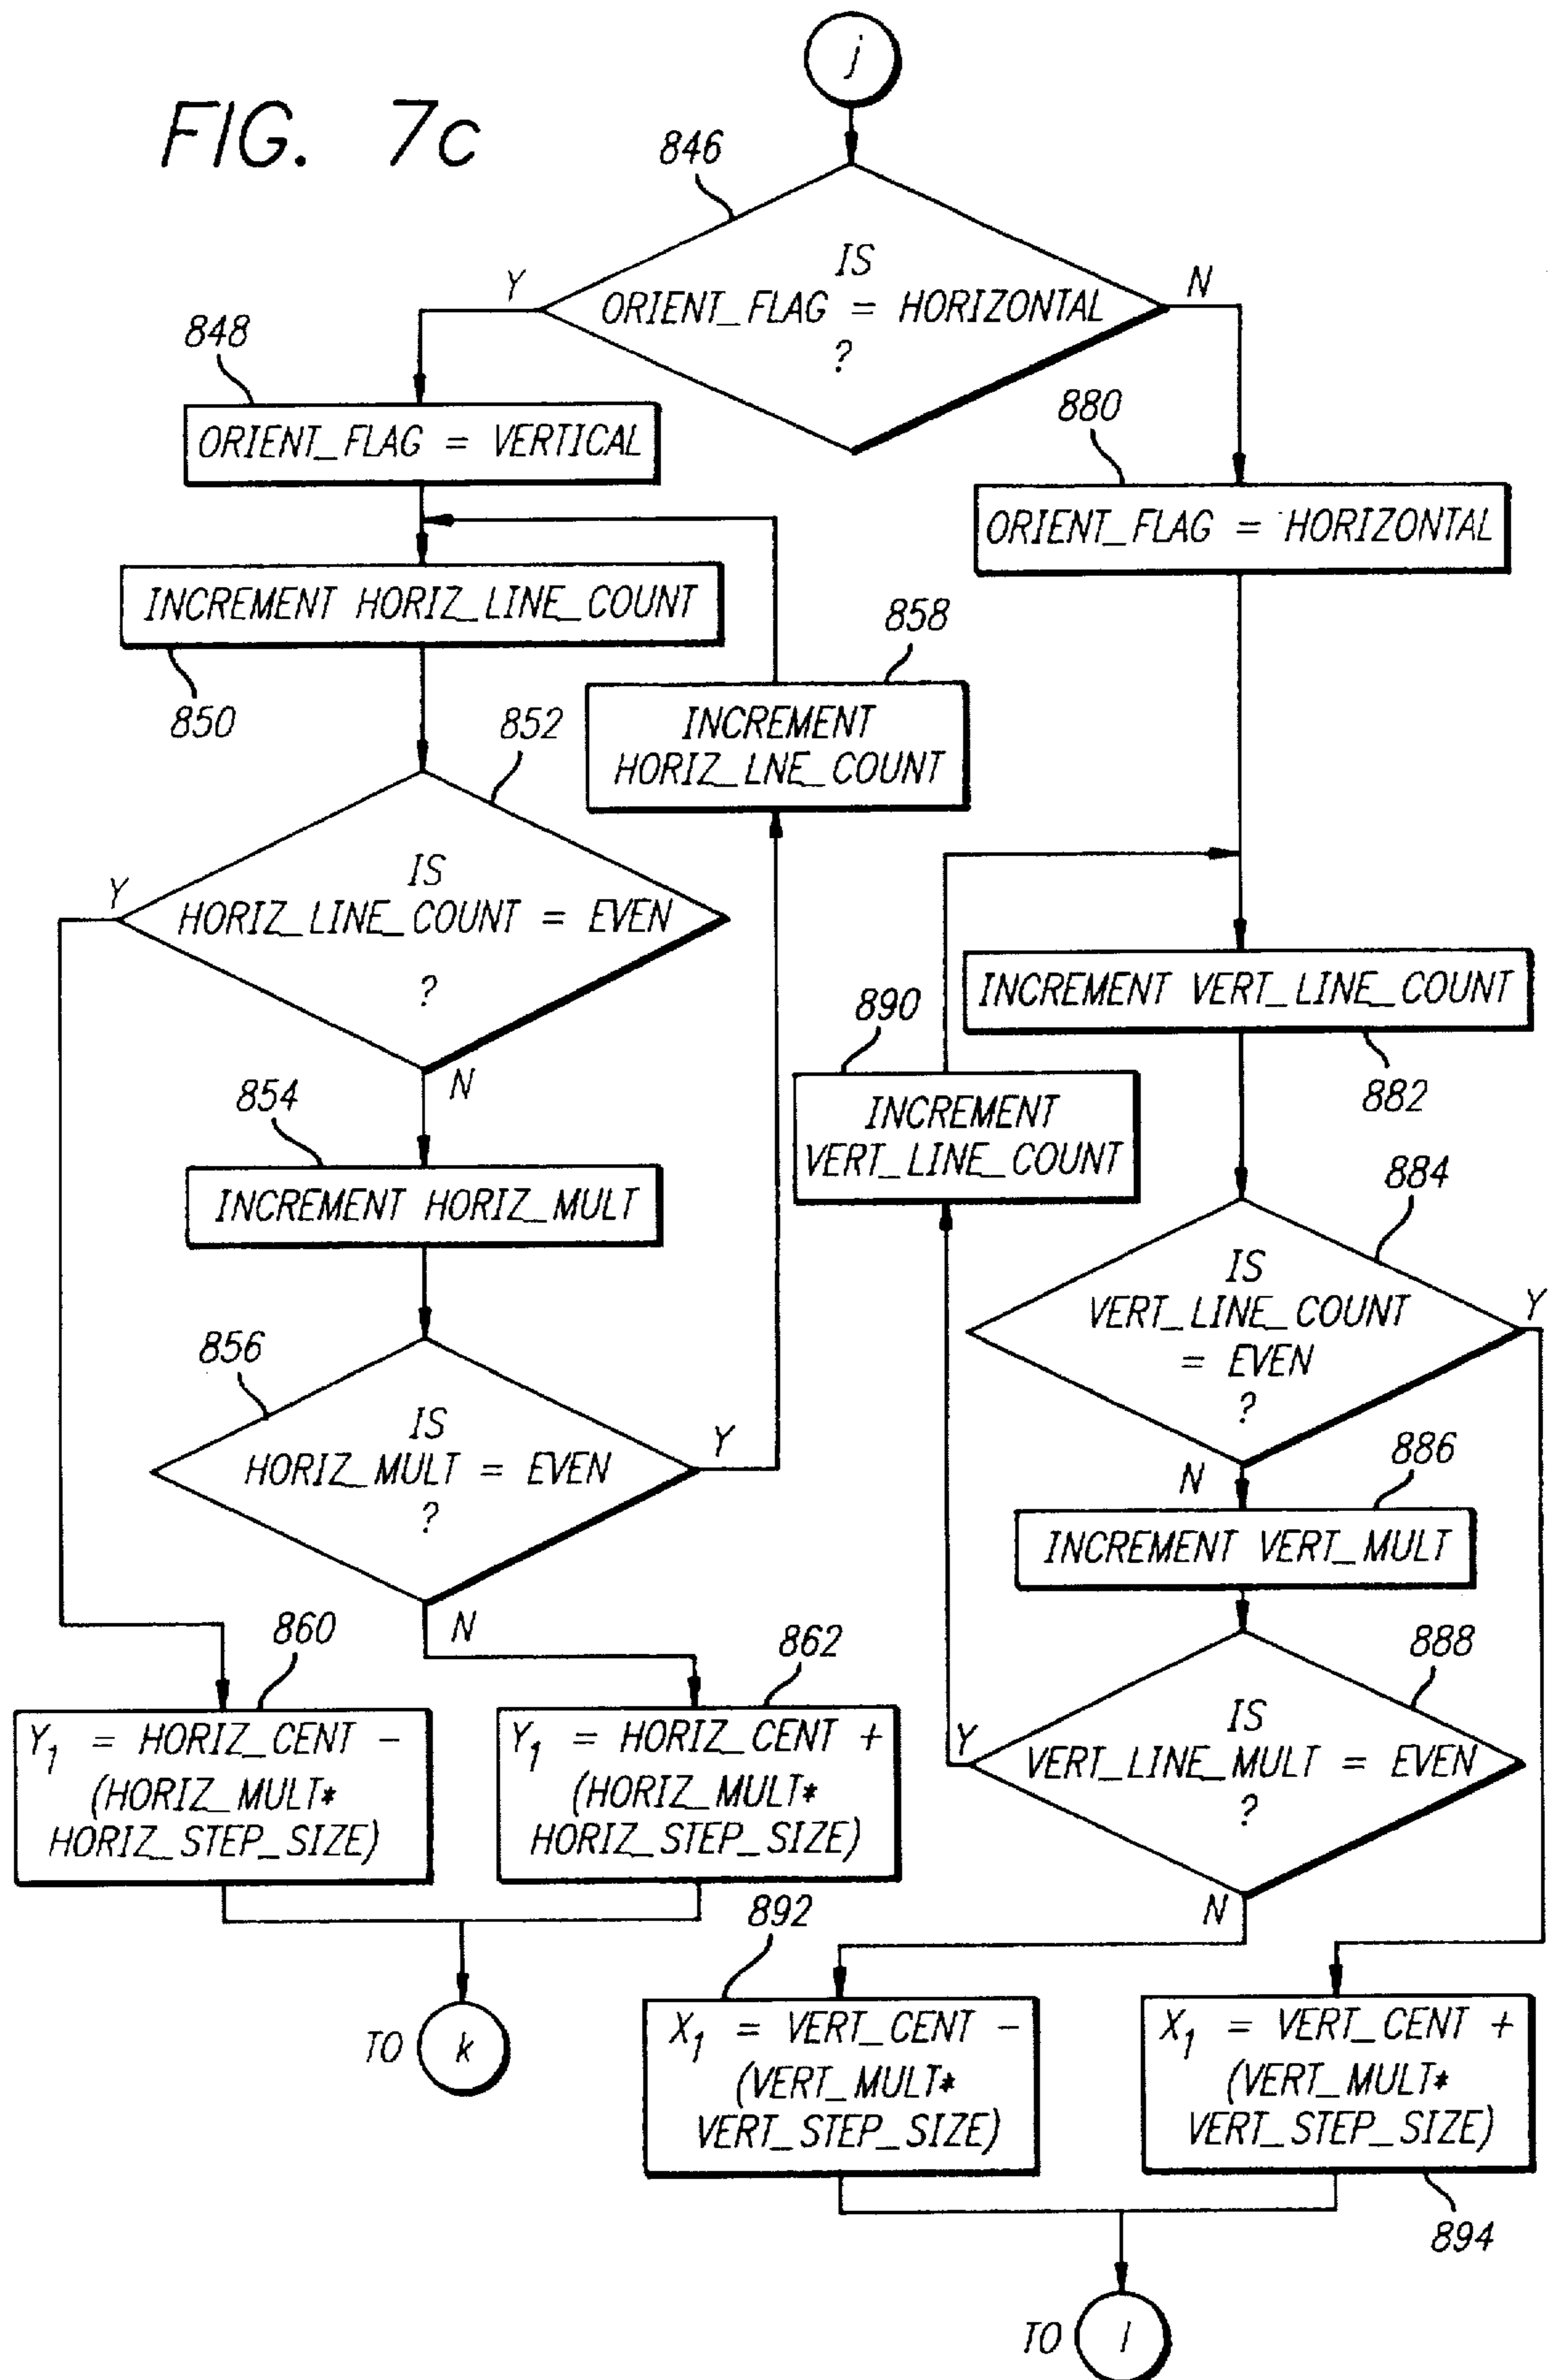 j
FIG. 7c
846
IS
ORIENT_FLAG = HORIZONTAL
?
Y
N
848
ORIENT_FLAG = VERTICAL
880
ORIENT_FLAG = HORIZONTAL
INCREMENT HORIZ_LINE_COUNT
850
858
INCREMENT
HORIZ_LNE_COUNT
852
IS
HORIZ_LINE_COUNT = EVEN
?
Y
N
854
INCREMENT HORIZ_MULT
856
IS
HORIZ_MULT = EVEN
?
Y
N
860
Y1 = HORIZ_CENT -
(HORIZ_MULT*
HORIZ_STEP_SIZE)
862
Y1 = HORIZ_CENT +
(HORIZ_MULT*
HORIZ_STEP_SIZE)
TO k
INCREMENT VERT_LINE_COUNT
882
890
INCREMENT
VERT_LINE_COUNT
884
IS
VERT_LINE_COUNT
= EVEN
?
Y
N
886
INCREMENT VERT_MULT
888
IS
VERT_LINE_MULT = EVEN
?
Y
N
892
X1 = VERT_CENT -
(VERT_MULT*
VERT_STEP_SIZE)
X1 = VERT_CENT +
(VERT_MULT*
VERT_STEP_SIZE)
894
TO l